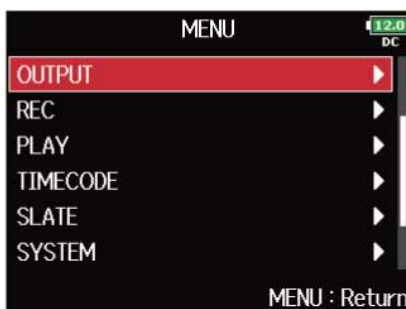 MENU
12.0
DC
OUTPUT
REC
PLAY
TIMECODE
SLATE
SYSTEM
MENU : Return